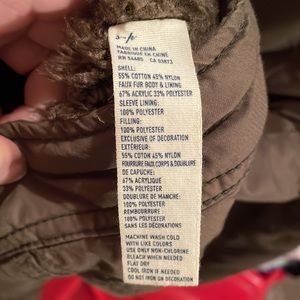 S-P
MADE IN CHINA
FABRIQUÉ EN CHINE
RN 54485 CA 03873
SHELL:
55% COTTON 45% NYLON
FAUX FUR BODY & LINING
67% ACRYLIC 33% POLYESTER
SLEEVE LINING:
100% POLYESTER
FILLING:
100% POLYESTER
EXCLUSIVE OF DECORATION
EXTÉRIEUR:
55% COTON 45% NYLON
FOURRURE FAUX, CORPS ET DOUBLURE
DE CAPUCHE:
67% ACRYLIQUE
33% POLYESTER
DOUBLURE DE MANCHE:
100% POLYESTER
REMBOURRURE:
100% POLYESTER
SANS LES DÉCORATIONS
MACHINE WASH COLD
WITH LIKE COLORS
USE ONLY NON-CHLORINE
BLEACH WHEN NEEDED
FLAT DRY
COOL IRON IF NEEDED
DO NOT IRON ON DECORATION